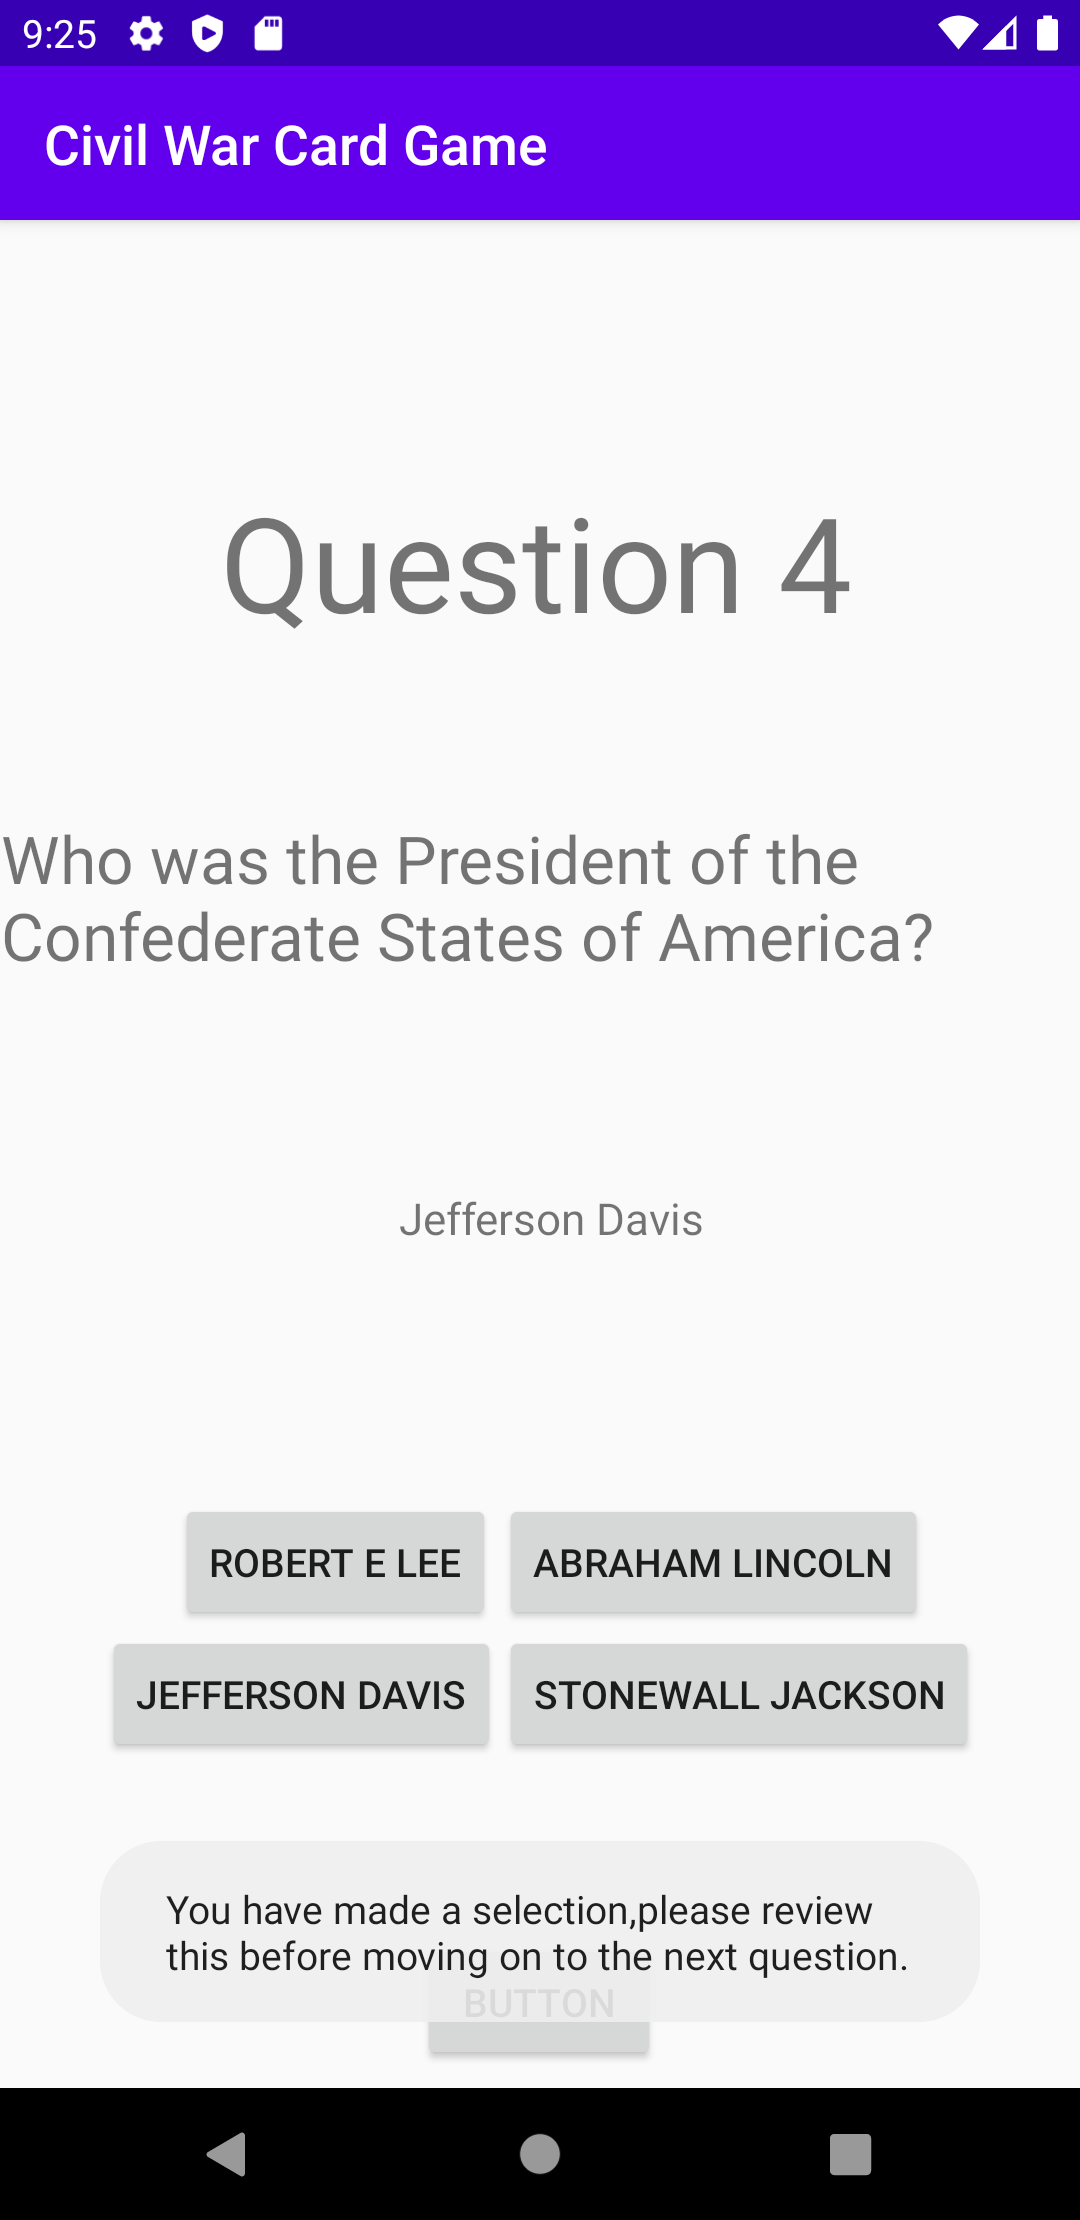 9:25
Civil War Card Game
Question 4
Who was the President of the
Confederate States of America?
Jefferson Davis
ROBERT E LEE
ABRAHAM LINCOLN
JEFFERSON DAVIS
STONEWALL JACKSON
You have made a selection,please review
this before moving on to the next question.
BUTTON